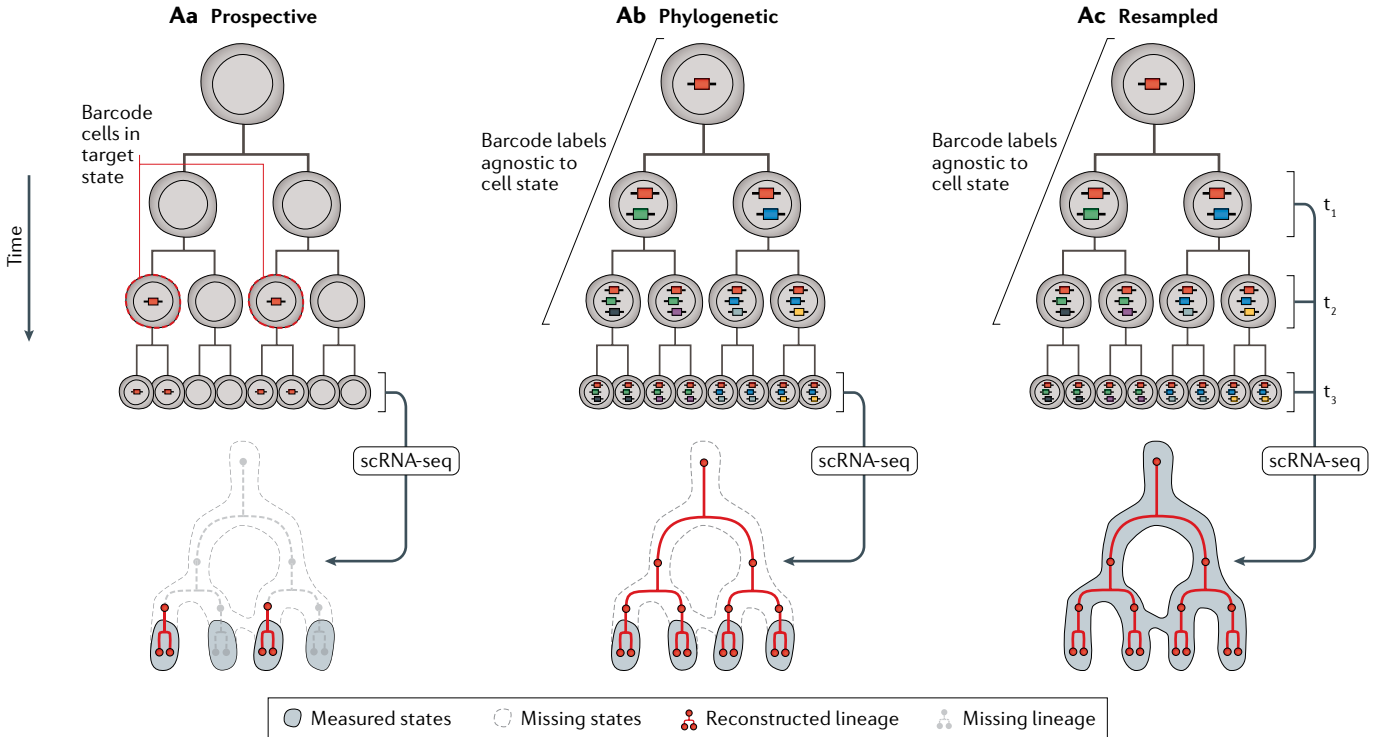 Aa Prospective
Ab Phylogenetic
Ac Resampled
Barcode
cells in
target
state
Time
Barcode labels
agnostic to
cell state
Barcode labels
agnostic to
cell state
t1
t2
t3
scRNA-seq
scRNA-seq
scRNA-seq
Measured states
Missing states
Reconstructed lineage
Missing lineage